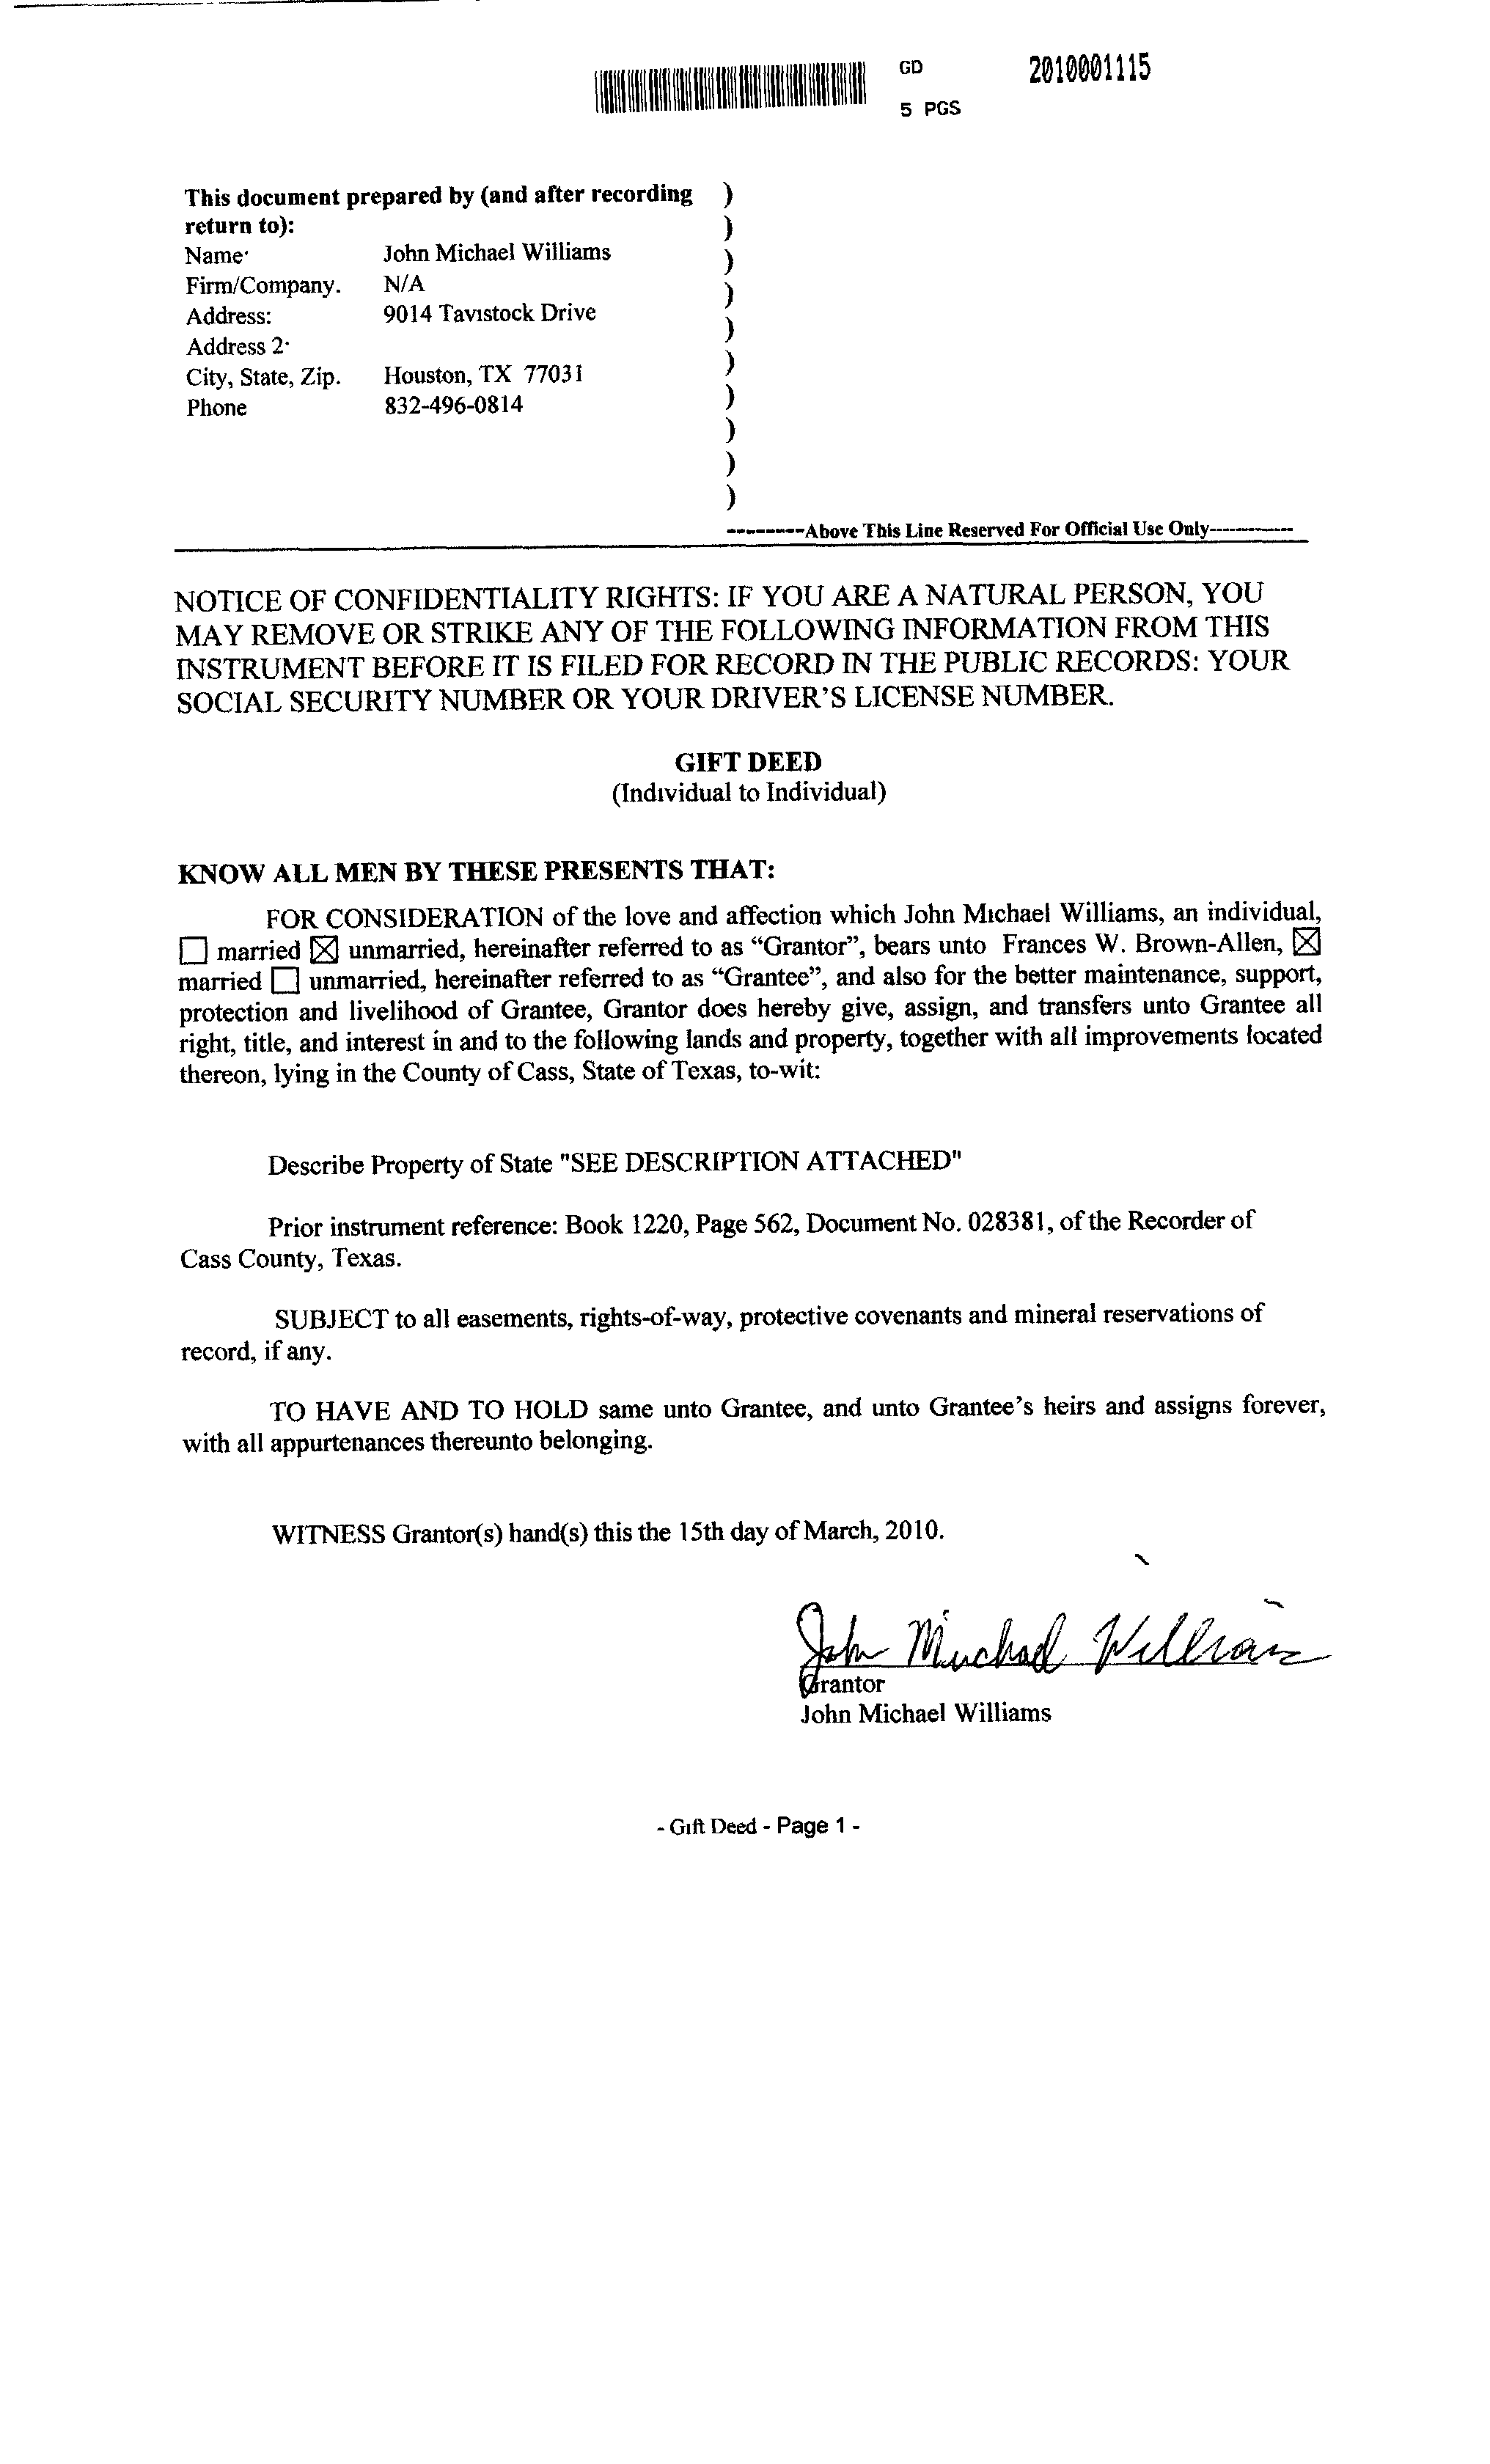 GD 2010001115
5 PGS
This document prepared by (and after recording )
return to): )
Name· John Michael Williams )
Firm/Company. N/A )
Address: 9014 Tavistock Drive )
Address 2· )
City, State, Zip. Houston, TX 77031 )
Phone 832-496-0814 )
)
)
--------Above This Line Reserved For Official Use Only------------
NOTICE OF CONFIDENTIALITY RIGHTS: IF YOU ARE A NATURAL PERSON, YOU
MAY REMOVE OR STRIKE ANY OF THE FOLLOWING INFORMATION FROM THIS
INSTRUMENT BEFORE IT IS FILED FOR RECORD IN THE PUBLIC RECORDS: YOUR
SOCIAL SECURITY NUMBER OR YOUR DRIVER'S LICENSE NUMBER.
GIFT DEED
(Individual to Individual)
KNOW ALL MEN BY THESE PRESENTS THAT:
FOR CONSIDERATION of the love and affection which John Michael Williams, an individual,
☐ married ☒ unmarried, hereinafter referred to as “Grantor”, bears unto Frances W. Brown-Allen, ☒
married ☐ unmarried, hereinafter referred to as “Grantee”, and also for the better maintenance, support,
protection and livelihood of Grantee, Grantor does hereby give, assign, and transfers unto Grantee all
right, title, and interest in and to the following lands and property, together with all improvements located
thereon, lying in the County of Cass, State of Texas, to-wit:
Describe Property of State "SEE DESCRIPTION ATTACHED"
Prior instrument reference: Book 1220, Page 562, Document No. 028381, of the Recorder of
Cass County, Texas.
SUBJECT to all easements, rights-of-way, protective covenants and mineral reservations of
record, if any.
TO HAVE AND TO HOLD same unto Grantee, and unto Grantee's heirs and assigns forever,
with all appurtenances thereunto belonging.
WITNESS Grantor(s) hand(s) this the 15th day of March, 2010.
John Michael Williams
Grantor
John Michael Williams
- Gift Deed - Page 1 -